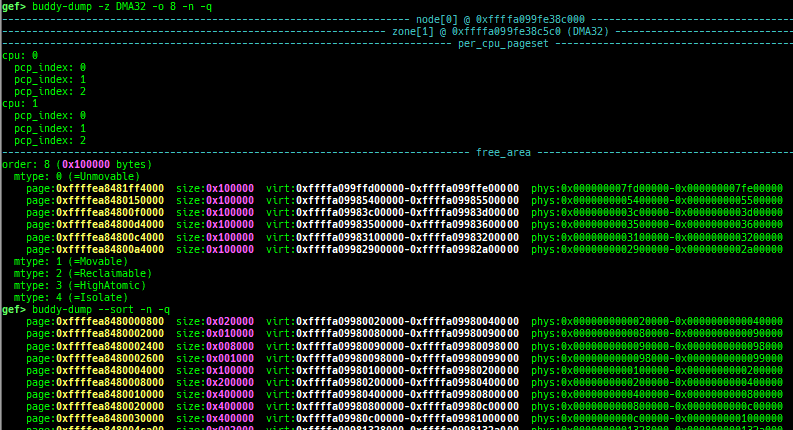 gef> buddy-dump -z DMA32 -o 8 -n -q
node[0] @ 0xffffa099fe38c000
zone[1] @ 0xffffa099fe38c5c0 (DMA32)
per_cpu_pageset
cpu: 0
pcp_index: 0
pcp_index: 1
pcp_index: 2
cpu: 1
pcp_index: 0
pcp_index: 1
pcp_index: 2
free_area
order: 8 (0x100000 bytes)
mtype: 0 (=Unmovable)
page:0xffffea8481ff4000 size:0x100000 virt:0xffffa099ffd00000-0xffffa099ffe00000 phys:0x000000007fd00000-0x000000007fe00000
page:0xffffea8480150000 size:0x100000 virt:0xffffa09985400000-0xffffa09985500000 phys:0x0000000005400000-0x0000000005500000
page:0xffffea84800f0000 size:0x100000 virt:0xffffa09983c00000-0xffffa09983d00000 phys:0x0000000003c00000-0x0000000003d00000
page:0xffffea84800d4000 size:0x100000 virt:0xffffa09983500000-0xffffa09983600000 phys:0x0000000003500000-0x0000000003600000
page:0xffffea84800c4000 size:0x100000 virt:0xffffa09983100000-0xffffa09983200000 phys:0x0000000003100000-0x0000000003200000
page:0xffffea84800a4000 size:0x100000 virt:0xffffa09982900000-0xffffa09982a00000 phys:0x0000000002900000-0x0000000002a00000
mtype: 1 (=Movable)
mtype: 2 (=Reclaimable)
mtype: 3 (=HighAtomic)
mtype: 4 (=Isolate)
gef> buddy-dump --sort -n -q
page:0xffffea8480000800 size:0x020000 virt:0xffffa09980020000-0xffffa09980040000 phys:0x0000000000020000-0x0000000000040000
page:0xffffea8480002000 size:0x010000 virt:0xffffa09980080000-0xffffa09980090000 phys:0x0000000000080000-0x0000000000090000
page:0xffffea8480002400 size:0x008000 virt:0xffffa09980090000-0xffffa09980098000 phys:0x0000000000090000-0x0000000000098000
page:0xffffea8480002600 size:0x001000 virt:0xffffa09980098000-0xffffa09980099000 phys:0x0000000000098000-0x0000000000099000
page:0xffffea8480004000 size:0x100000 virt:0xffffa09980100000-0xffffa09980200000 phys:0x0000000000100000-0x0000000000200000
page:0xffffea8480008000 size:0x200000 virt:0xffffa09980200000-0xffffa09980400000 phys:0x0000000000200000-0x0000000000400000
page:0xffffea8480010000 size:0x400000 virt:0xffffa09980400000-0xffffa09980800000 phys:0x0000000000400000-0x0000000000800000
page:0xffffea8480020000 size:0x400000 virt:0xffffa09980800000-0xffffa09980c00000 phys:0x0000000000800000-0x0000000000c00000
page:0xffffea8480030000 size:0x400000 virt:0xffffa09980c00000-0xffffa09981000000 phys:0x0000000000c00000-0x0000000001000000